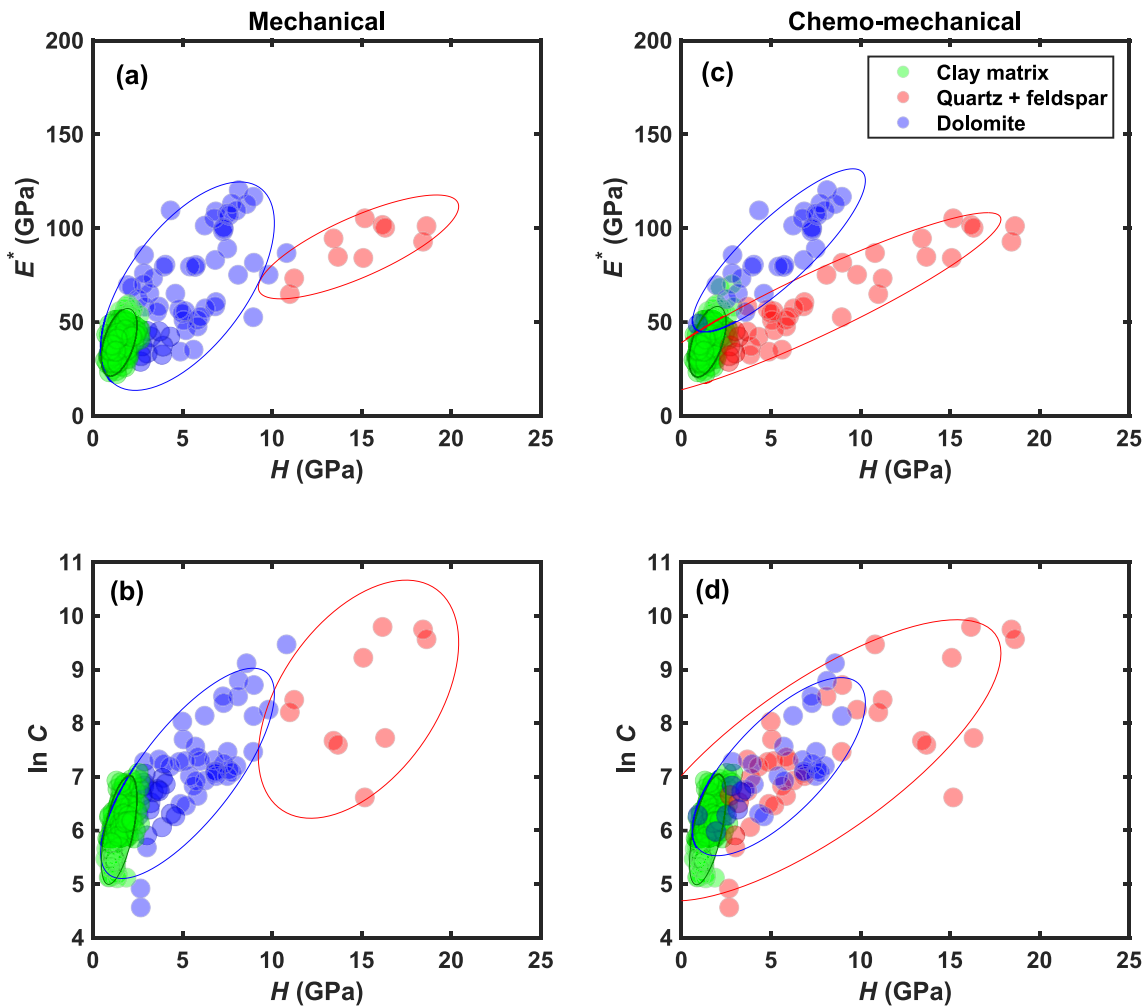 Mechanical
Chemo-mechanical
(a)
200
150
100
50
0
E* (GPa)
0 5 10 15 20 25
H (GPa)
(c)
Clay matrix
Quartz + feldspar
Dolomite
200
150
100
50
0
E* (GPa)
0 5 10 15 20 25
H (GPa)
(b)
11
10
9
8
7
6
5
4
ln C
0 5 10 15 20 25
H (GPa)
(d)
11
10
9
8
7
6
5
4
ln C
0 5 10 15 20 25
H (GPa)